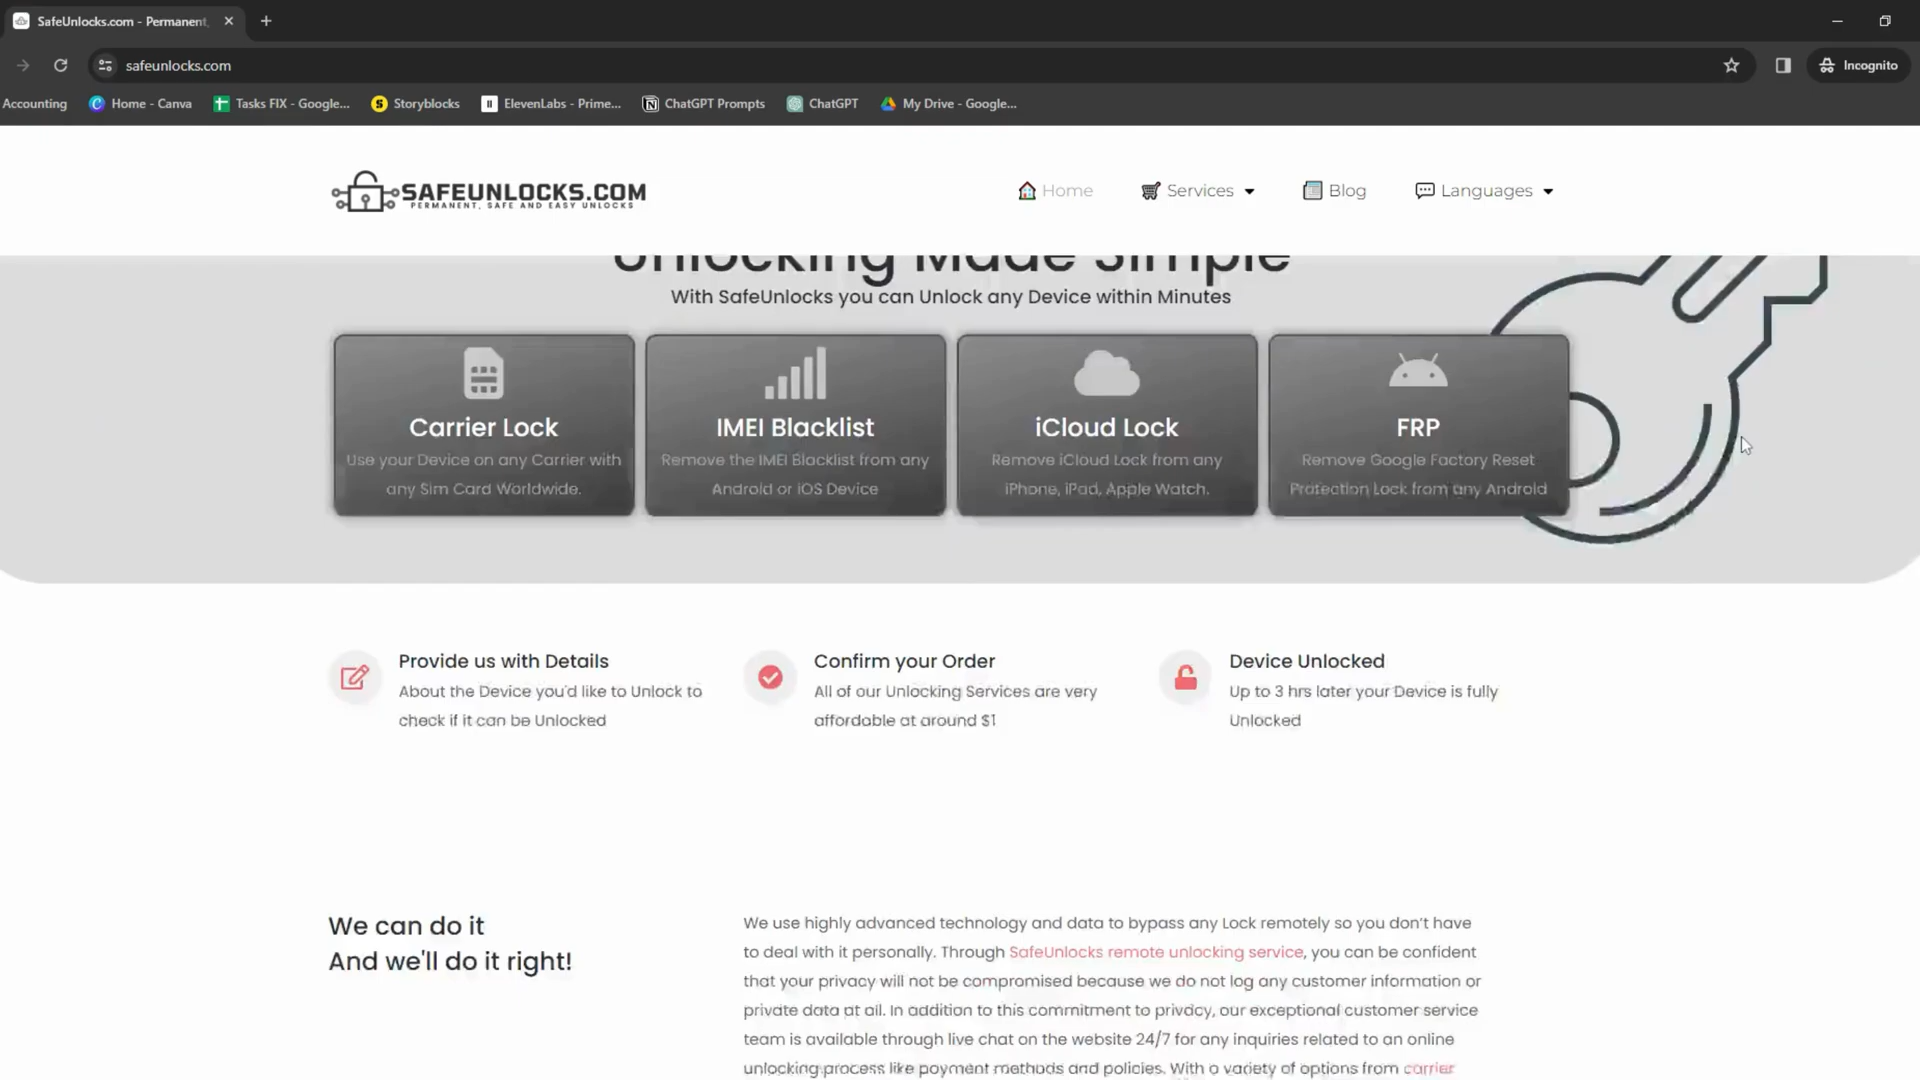 SafeUnlocks.com - Permanent,
safeunlocks.com
Incognito
Accounting
Home - Canva
Tasks FIX - Google...
Storyblocks
ElevenLabs - Prime...
ChatGPT Prompts
ChatGPT
My Drive - Google...
SAFEUNLOCKS.COM
PERMANENT, SAFE AND EASY UNLOCKS
Home
Services
Blog
Languages
Unlocking Made Simple
With SafeUnlocks you can Unlock any Device within Minutes
Carrier Lock
Use your Device on any Carrier with
any Sim Card Worldwide.
IMEI Blacklist
Remove the IMEI Blacklist from any
Android or iOS Device
iCloud Lock
Remove iCloud Lock from any
iPhone, iPad, Apple Watch.
FRP
Remove Google Factory Reset
Protection Lock from any Android
Provide us with Details
About the Device you'd like to Unlock to
check if it can be Unlocked
Confirm your Order
All of our Unlocking Services are very
affordable at around $1
Device Unlocked
Up to 3 hrs later your Device is fully
Unlocked
We can do it
And we'll do it right!
We use highly advanced technology and data to bypass any Lock remotely so you don't have
to deal with it personally. Through SafeUnlocks remote unlocking service, you can be confident
that your privacy will not be compromised because we do not log any customer information or
private data at all. In addition to this commitment to privacy, our exceptional customer service
team is available through live chat on the website 24/7 for any inquiries related to an online
unlocking process like payment methods and policies. With a variety of options from carrier